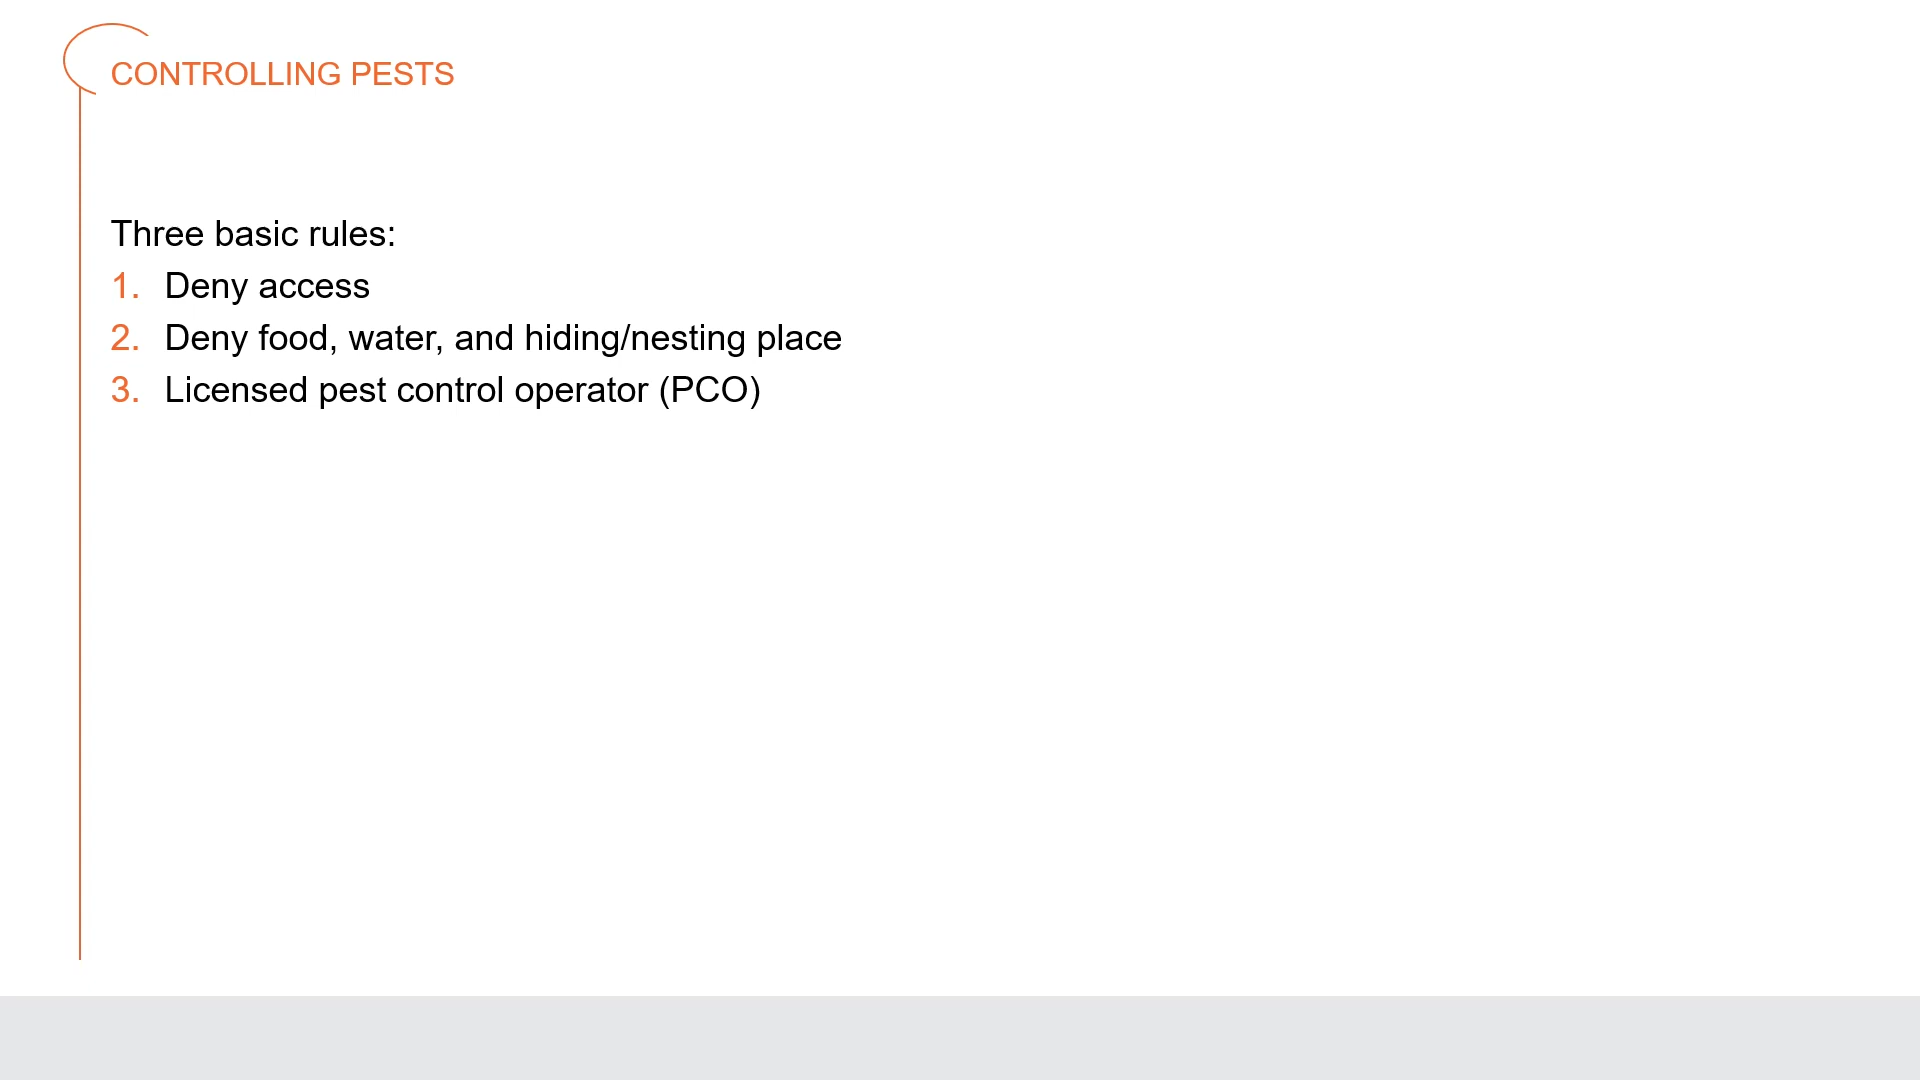 CONTROLLING PESTS
Three basic rules:
1. Deny access
2. Deny food, water, and hiding/nesting place
3. Licensed pest control operator (PCO)